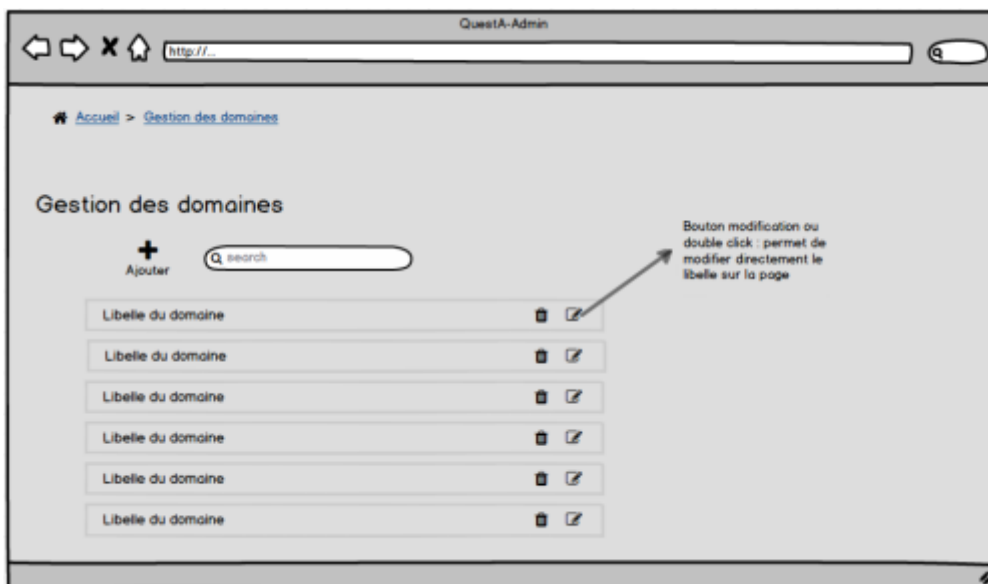 QuestA-Admin
http://...
Accueil > Gestion des domaines
Gestion des domaines
Ajouter
search
Bouton modification ou
double click : permet de
modifier directement le
libelle sur la page
Libelle du domaine
Libelle du domaine
Libelle du domaine
Libelle du domaine
Libelle du domaine
Libelle du domaine